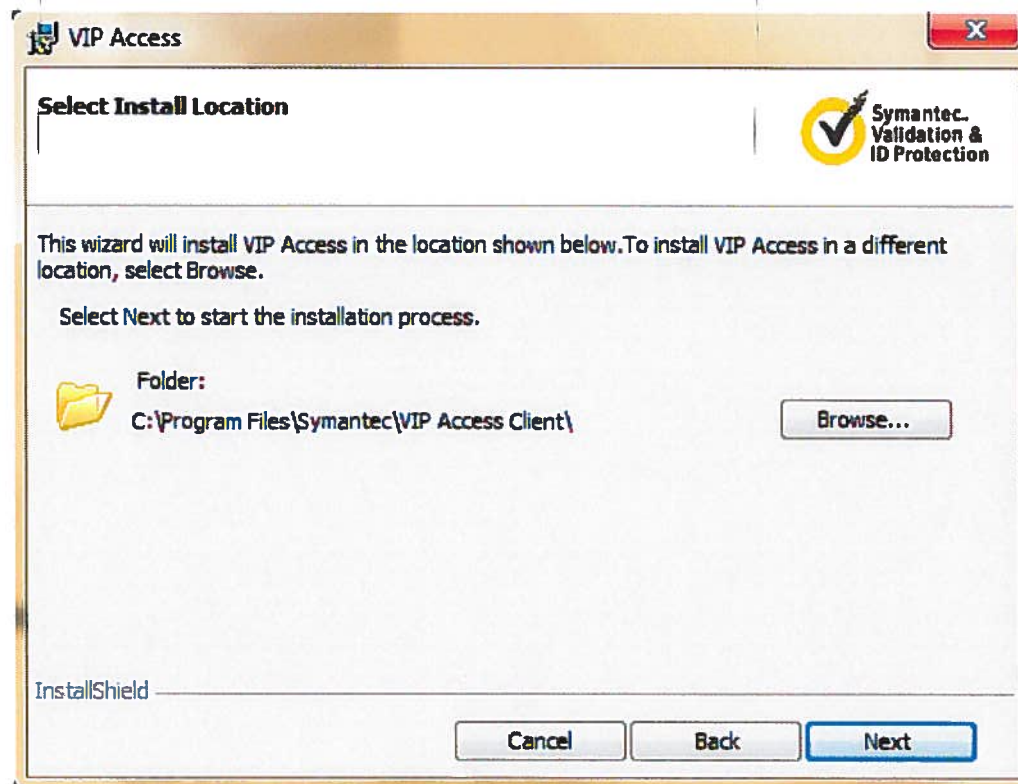 VIP Access
Select Install Location
Symantec.
Validation &
ID Protection
This wizard will install VIP Access in the location shown below.To install VIP Access in a different
location, select Browse.
Select Next to start the installation process.
Folder:
C:\Program Files\Symantec\VIP Access Client\
Browse...
InstallShield
Cancel
Back
Next